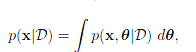 p(x|𝒟) = ∫ p(x, θ|𝒟) dθ,